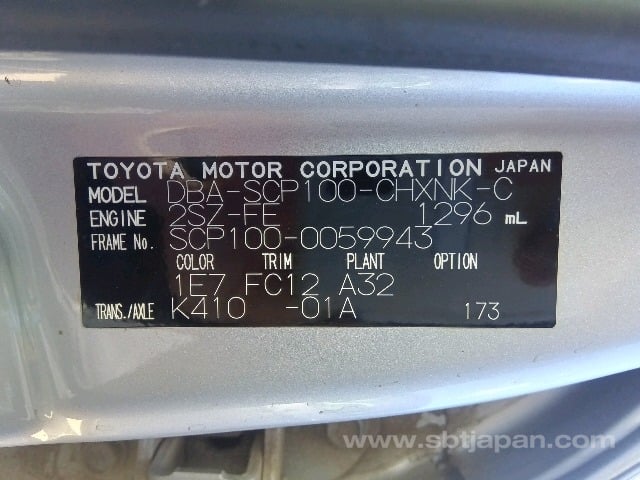 TOYOTA MOTOR CORPORATION JAPAN
MODEL DBA-SCP100-CHXNK-C
ENGINE 2SZ-FE 1296 mL
FRAME No. SCP100-0059943
COLOR TRIM PLANT OPTION
1E7 FC12 A32
TRANS./AXLE K410 -01A 173
www.sbtjapan.com